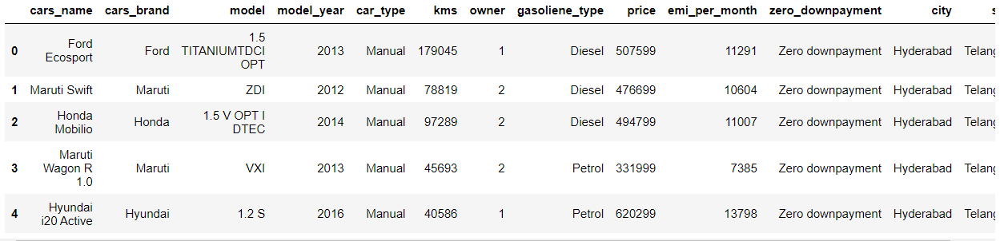 cars_name cars_brand model model_year car_type kms owner gasoliene_type price emi_per_month zero_downpayment city
0 Ford Ecosport Ford 1.5 TITANIUMTDCI OPT 2013 Manual 179045 1 Diesel 507599 11291 Zero downpayment Hyderabad Telang
1 Maruti Swift Maruti ZDI 2012 Manual 78819 2 Diesel 476699 10604 Zero downpayment Hyderabad Telang
2 Honda Mobilio Honda 1.5 V OPT I DTEC 2014 Manual 97289 2 Diesel 494799 11007 Zero downpayment Hyderabad Telang
3 Maruti Wagon R 1.0 Maruti VXI 2013 Manual 45693 2 Petrol 331999 7385 Zero downpayment Hyderabad Telang
4 Hyundai i20 Active Hyundai 1.2 S 2016 Manual 40586 1 Petrol 620299 13798 Zero downpayment Hyderabad Telang